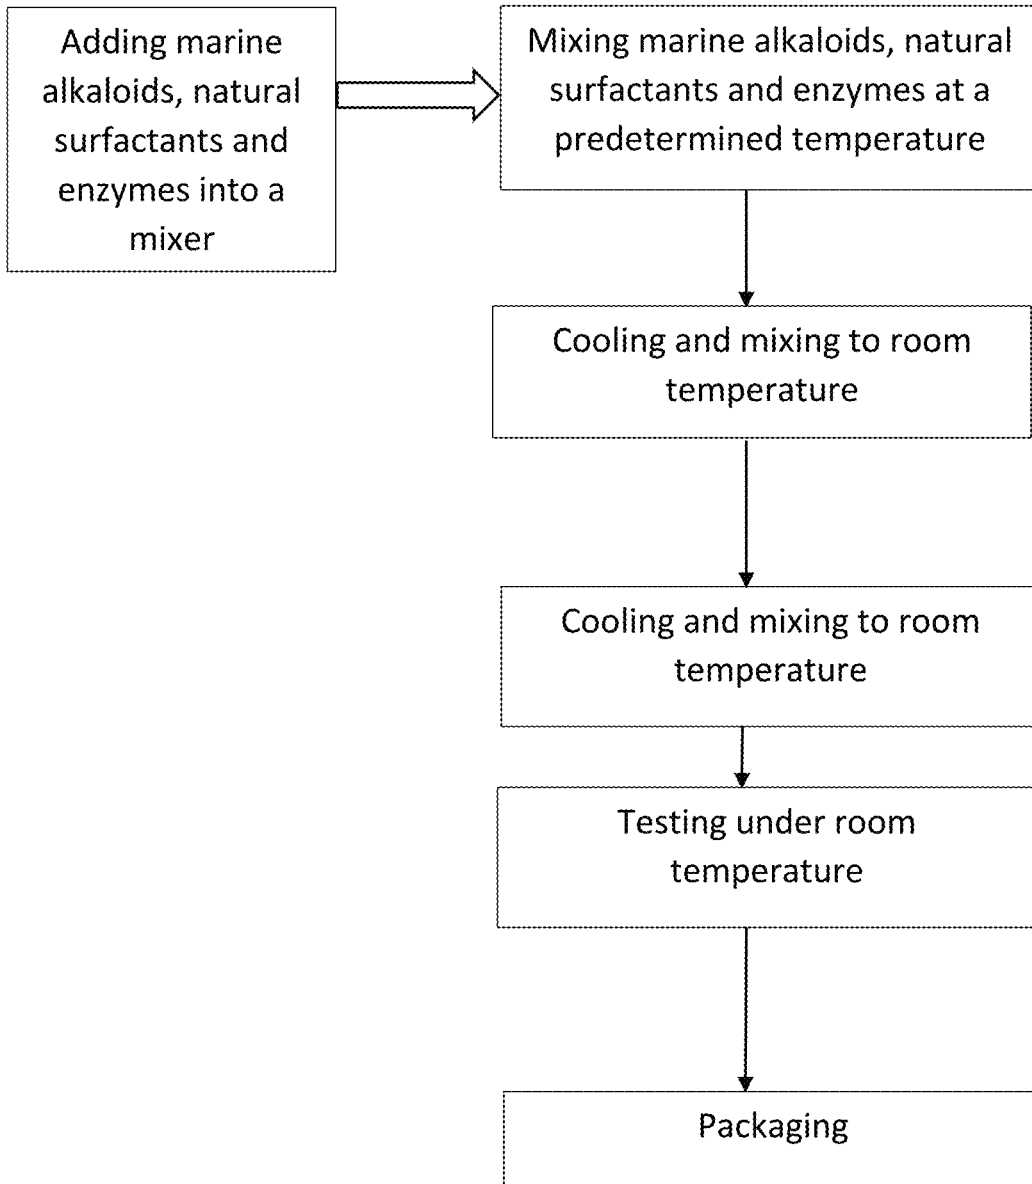 Adding marine
alkaloids, natural
surfactants and
enzymes into a
mixer
Mixing marine alkaloids, natural
surfactants and enzymes at a
predetermined temperature
Cooling and mixing to room
temperature
Cooling and mixing to room
temperature
Testing under room
temperature
Packaging